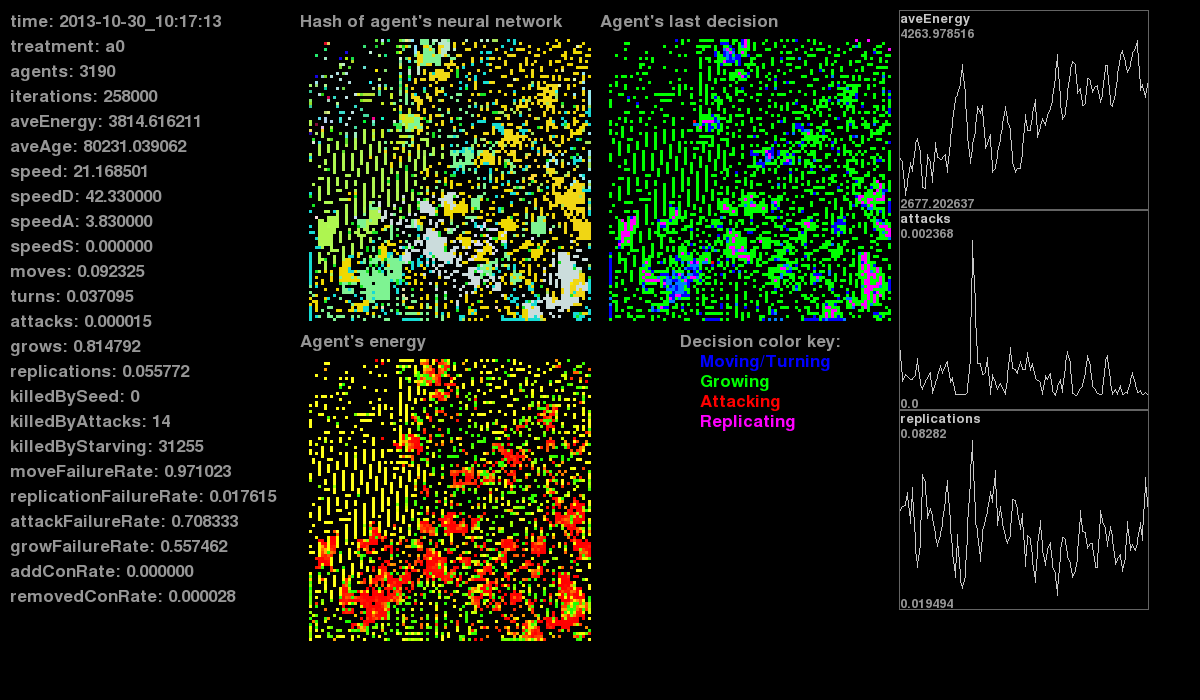 time: 2013-10-30_10:17:13
treatment: a0
agents: 3190
iterations: 258000
aveEnergy: 3814.616211
aveAge: 80231.039062
speed: 21.168501
speedD: 42.330000
speedA: 3.830000
speedS: 0.000000
moves: 0.092325
turns: 0.037095
attacks: 0.000015
grows: 0.814792
replications: 0.055772
killedBySeed: 0
killedByAttacks: 14
killedByStarving: 31255
moveFailureRate: 0.971023
replicationFailureRate: 0.017615
attackFailureRate: 0.708333
growFailureRate: 0.557462
addConRate: 0.000000
removedConRate: 0.000028
Hash of agent's neural network
Agent's last decision
Agent's energy
Decision color key:
Moving/Turning
Growing
Attacking
Replicating
aveEnergy
4263.978516
2677.202637
attacks
0.002368
0.0
replications
0.08282
0.019494